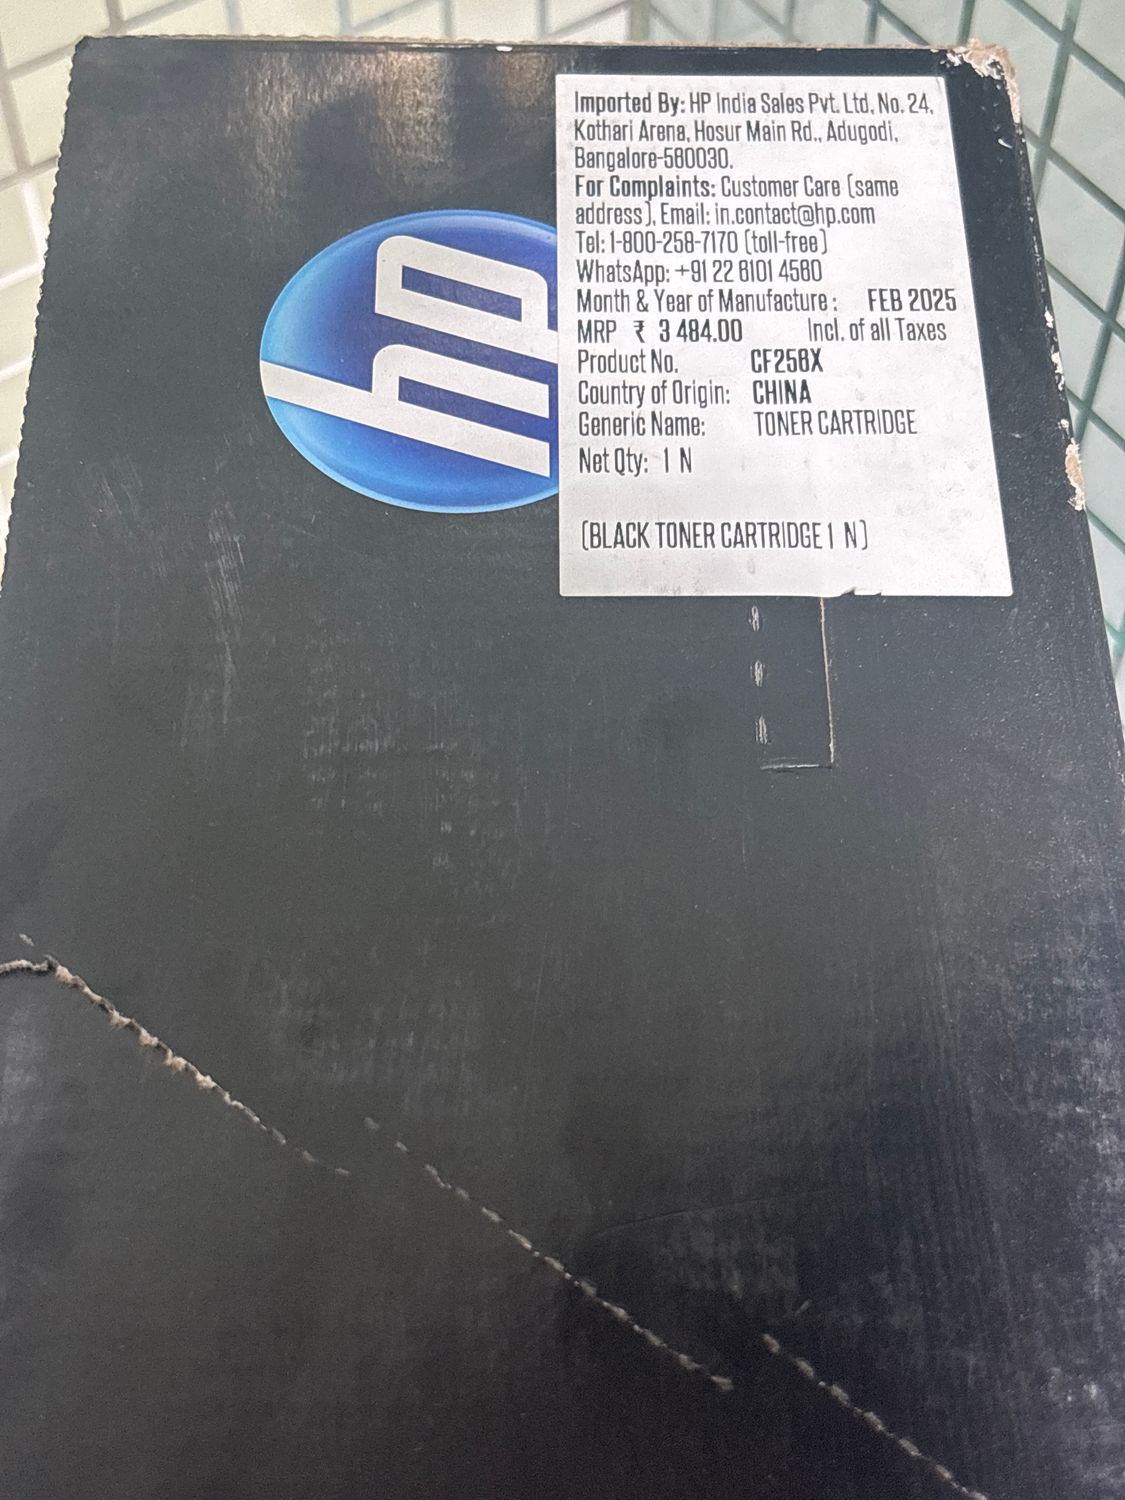 hp
Imported By: HP India Sales Pvt. Ltd, No. 24,
Kothari Arena, Hosur Main Rd., Adugodi,
Bangalore-560030.
For Complaints: Customer Care (same
address), Email: in.contact@hp.com
Tel: 1-800-258-7170 (toll-free)
WhatsApp: +91 22 6101 4560
Month & Year of Manufacture : FEB 2025
MRP ₹ 3 484.00 Incl. of all Taxes
Product No. CF256X
Country of Origin: CHINA
Generic Name: TONER CARTRIDGE
Net Qty: 1 N
(BLACK TONER CARTRIDGE 1 N)